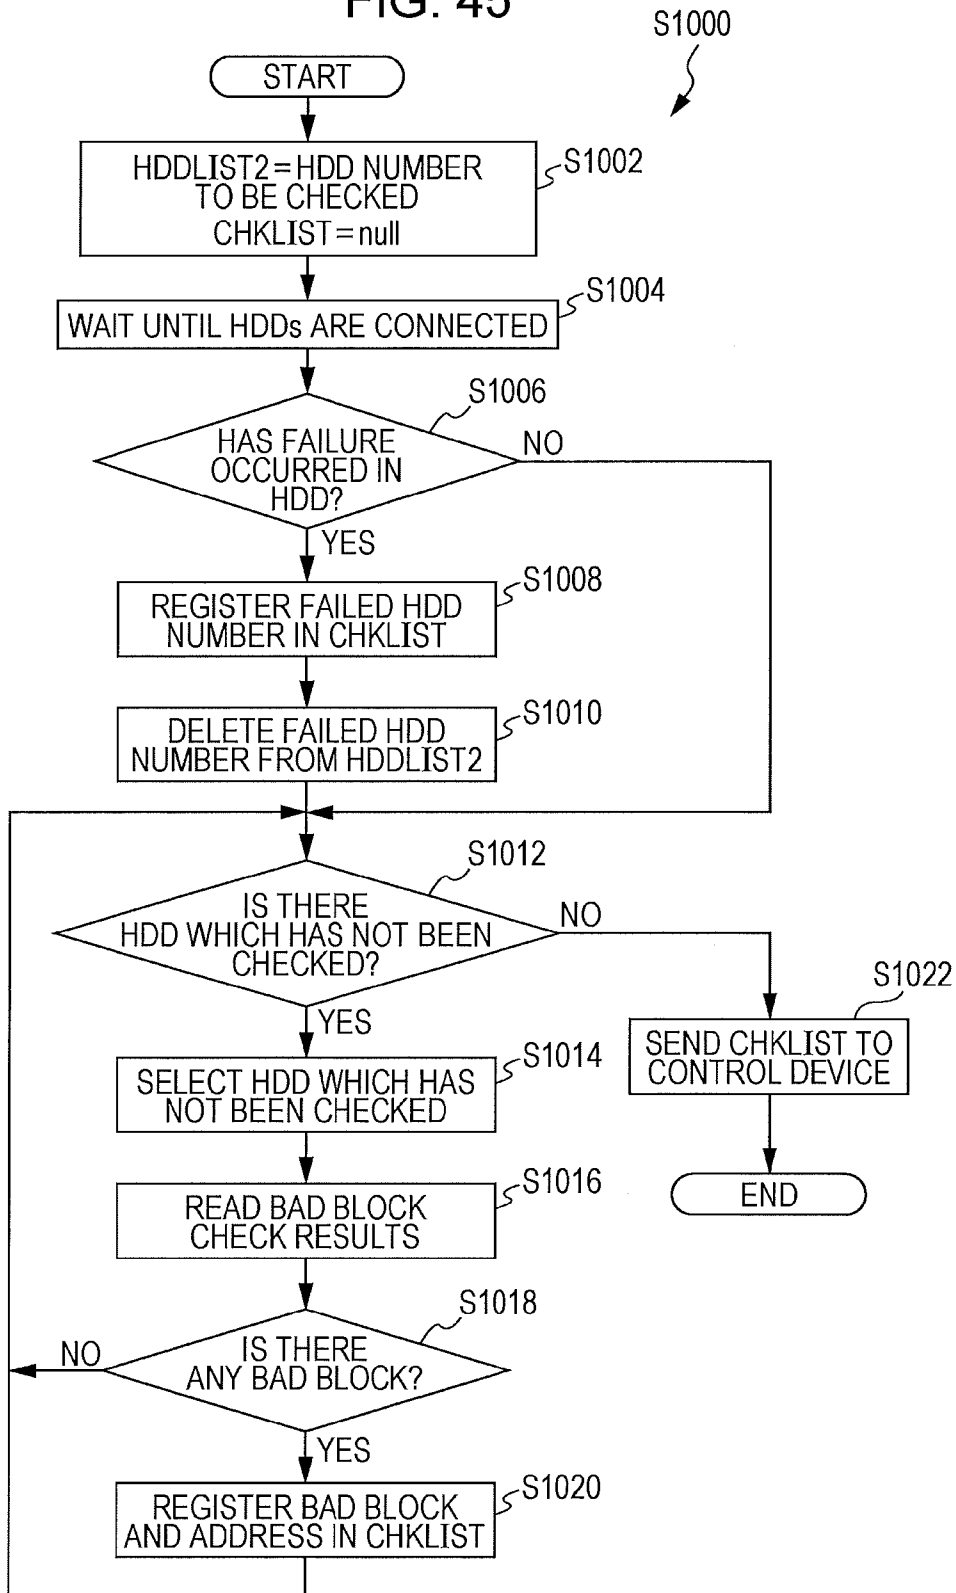 FIG. 45
S1000
START
HDDLIST2=HDD NUMBER
TO BE CHECKED
CHKLIST=null
S1002
WAIT UNTIL HDDs ARE CONNECTED
S1004
HAS FAILURE
OCCURRED IN
HDD?
S1006
NO
YES
REGISTER FAILED HDD
NUMBER IN CHKLIST
S1008
DELETE FAILED HDD
NUMBER FROM HDDLIST2
S1010
IS THERE
HDD WHICH HAS NOT BEEN
CHECKED?
S1012
NO
YES
SEND CHKLIST TO
CONTROL DEVICE
S1022
END
SELECT HDD WHICH HAS
NOT BEEN CHECKED
S1014
READ BAD BLOCK
CHECK RESULTS
S1016
IS THERE
ANY BAD BLOCK?
S1018
NO
YES
REGISTER BAD BLOCK
AND ADDRESS IN CHKLIST
S1020